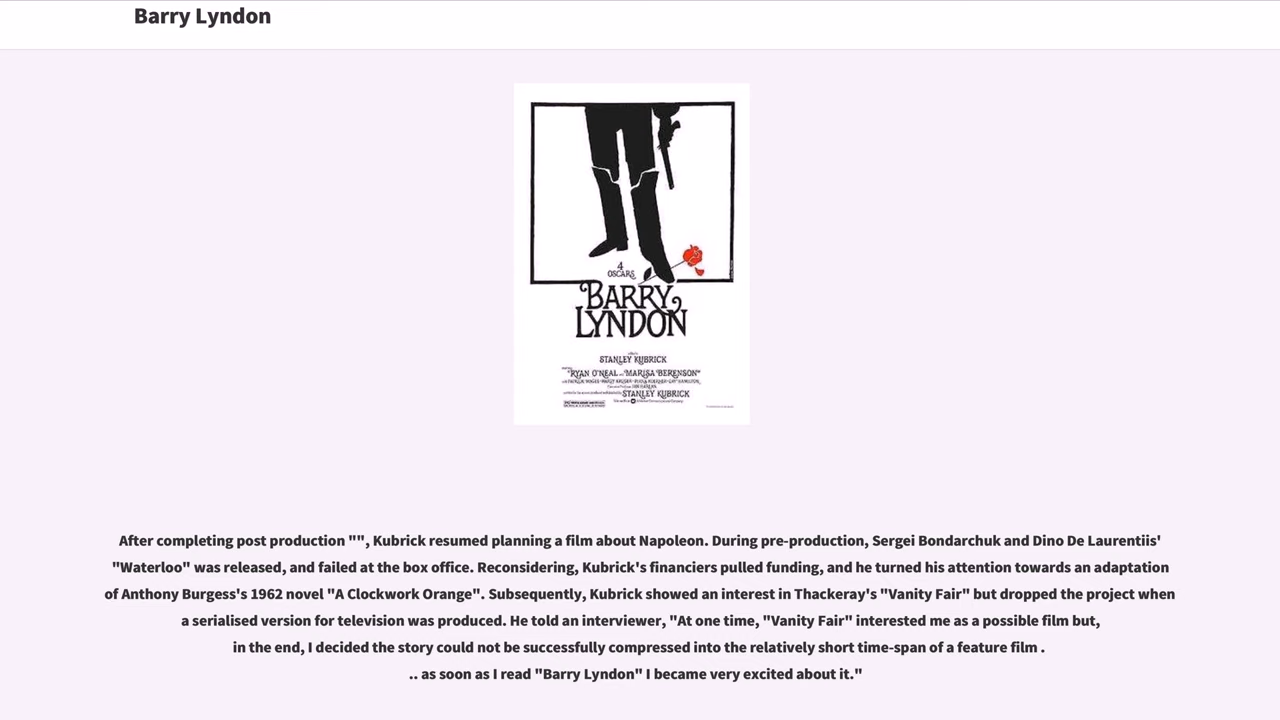 Barry Lyndon
4
OSCARS
BARRY
LYNDON
STANLEY KUBRICK
RYAN O'NEAL and MARISA BERENSON
STANLEY KUBRICK
After completing post production "", Kubrick resumed planning a film about Napoleon. During pre-production, Sergei Bondarchuk and Dino De Laurentiis'
"Waterloo" was released, and failed at the box office. Reconsidering, Kubrick's financiers pulled funding, and he turned his attention towards an adaptation
of Anthony Burgess's 1962 novel "A Clockwork Orange". Subsequently, Kubrick showed an interest in Thackeray's "Vanity Fair" but dropped the project when
a serialised version for television was produced. He told an interviewer, "At one time, "Vanity Fair" interested me as a possible film but,
in the end, I decided the story could not be successfully compressed into the relatively short time-span of a feature film .
.. as soon as I read "Barry Lyndon" I became very excited about it."